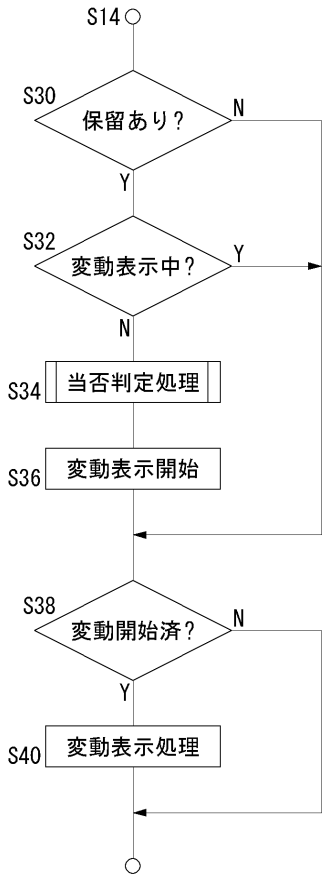 S14
S30
保留あり?
N
Y
S32
変動表示中?
Y
N
S34
当否判定処理
S36
変動表示開始
S38
変動開始済?
N
Y
S40
変動表示処理